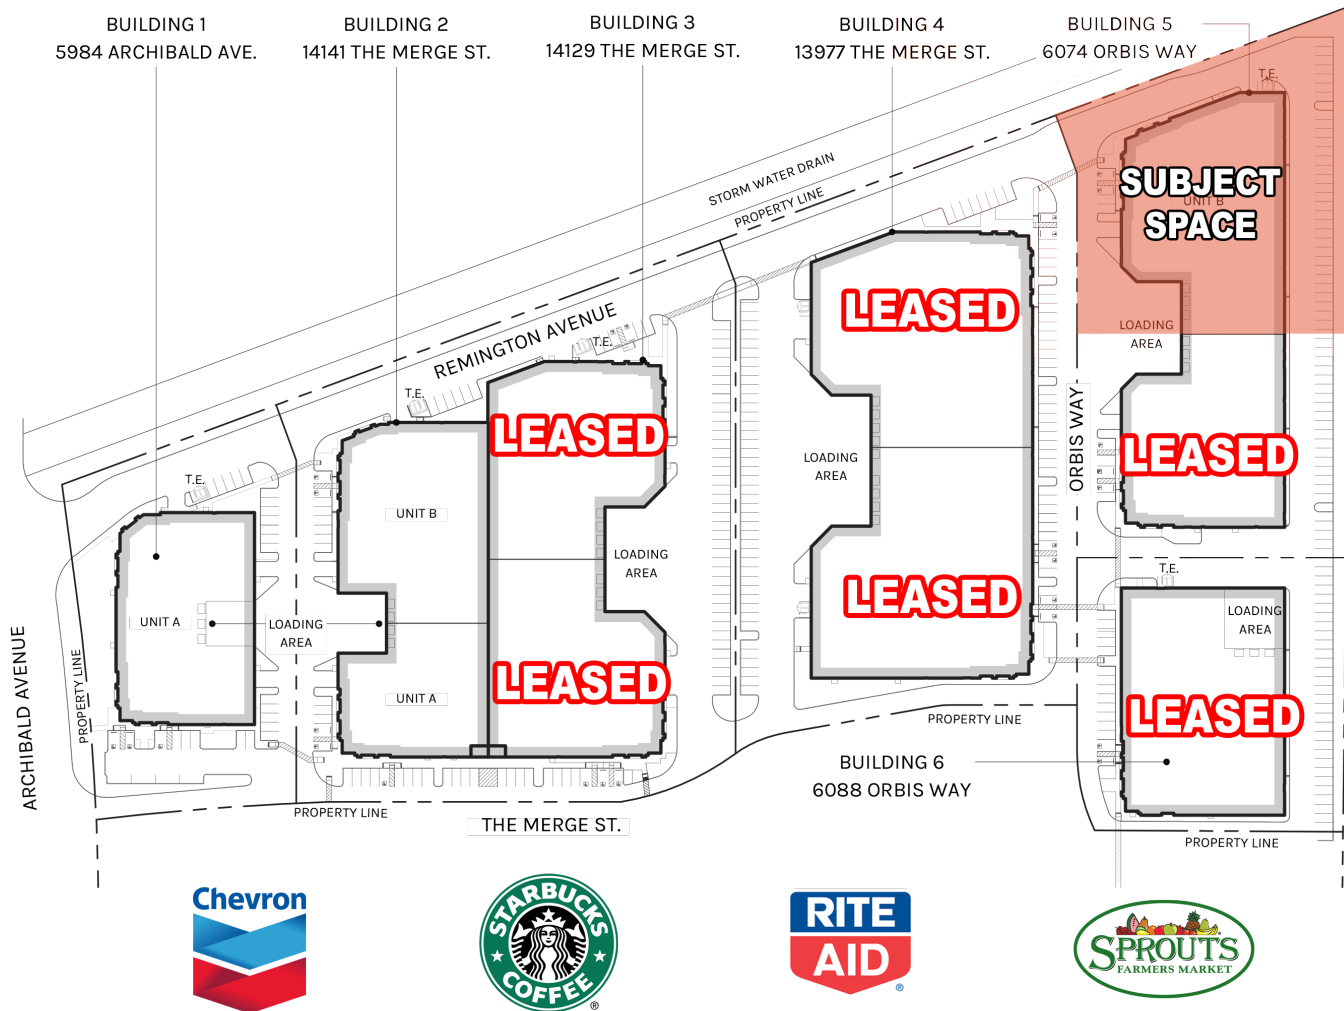 BUILDING 1
5984 ARCHIBALD AVE.
BUILDING 2
14141 THE MERGE ST.
BUILDING 3
14129 THE MERGE ST.
BUILDING 4
13977 THE MERGE ST.
BUILDING 5
6074 ORBIS WAY
T.E.
STORM WATER DRAIN
PROPERTY LINE
SUBJECT
UNIT B
SPACE
LEASED
LOADING
AREA
REMINGTON AVENUE
T.E.
T.E.
LEASED
ORBIS WAY
LEASED
LOADING
AREA
T.E.
UNIT B
LOADING
AREA
T.E.
LEASED
UNIT A
LOADING
AREA
LOADING
AREA
ARCHIBALD AVENUE
PROPERTY LINE
UNIT A
LEASED
LEASED
PROPERTY LINE
BUILDING 6
6088 ORBIS WAY
PROPERTY LINE
THE MERGE ST.
PROPERTY LINE
Chevron
STARBUCKS
COFFEE
®
RITE
AID
®
SPROUTS
FARMERS MARKET